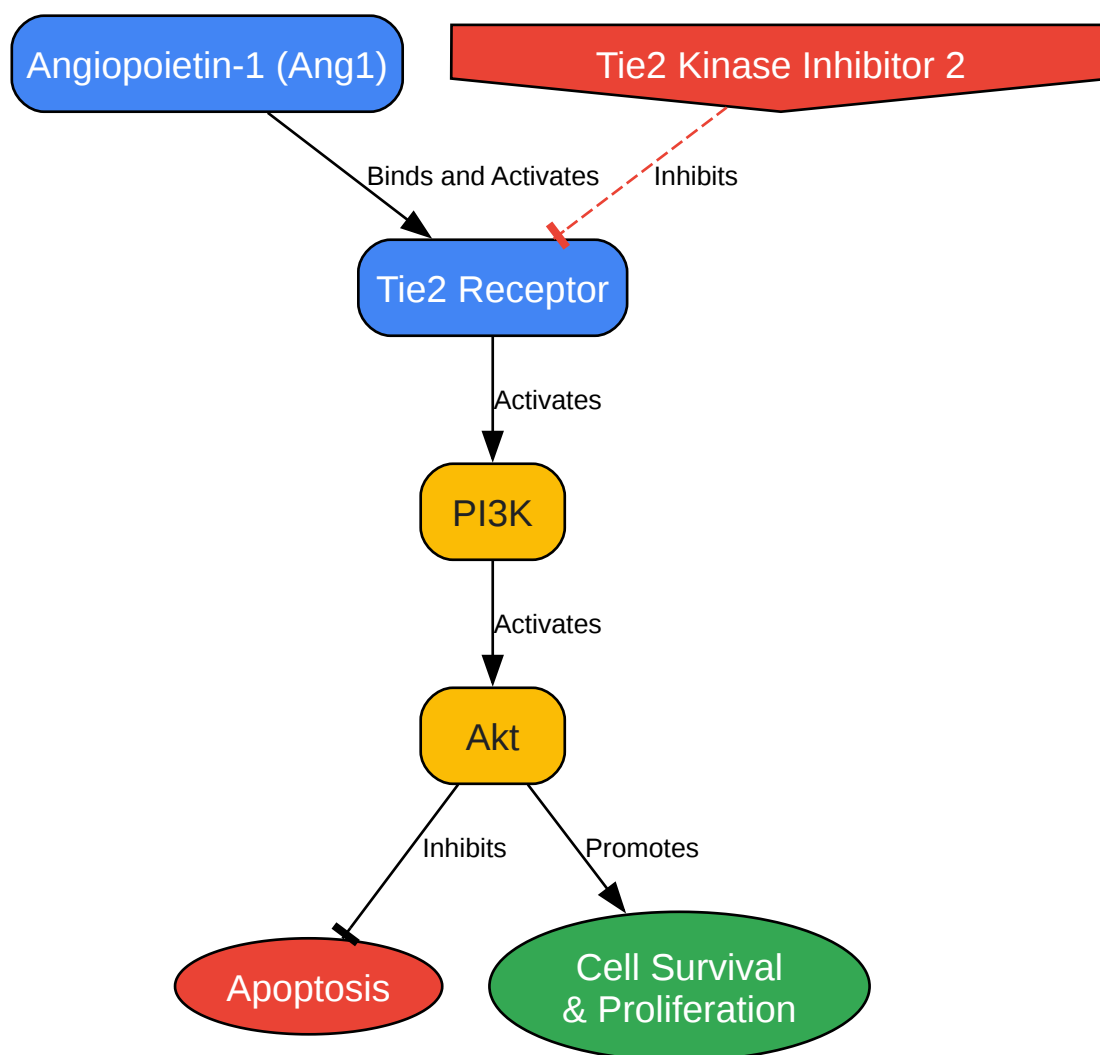 Angiopoietin-1 (Ang1)
Tie2 Kinase Inhibitor 2
Binds and Activates
Inhibits
Tie2 Receptor
Activates
PI3K
Activates
Akt
Inhibits
Promotes
Apoptosis
Cell Survival
& Proliferation